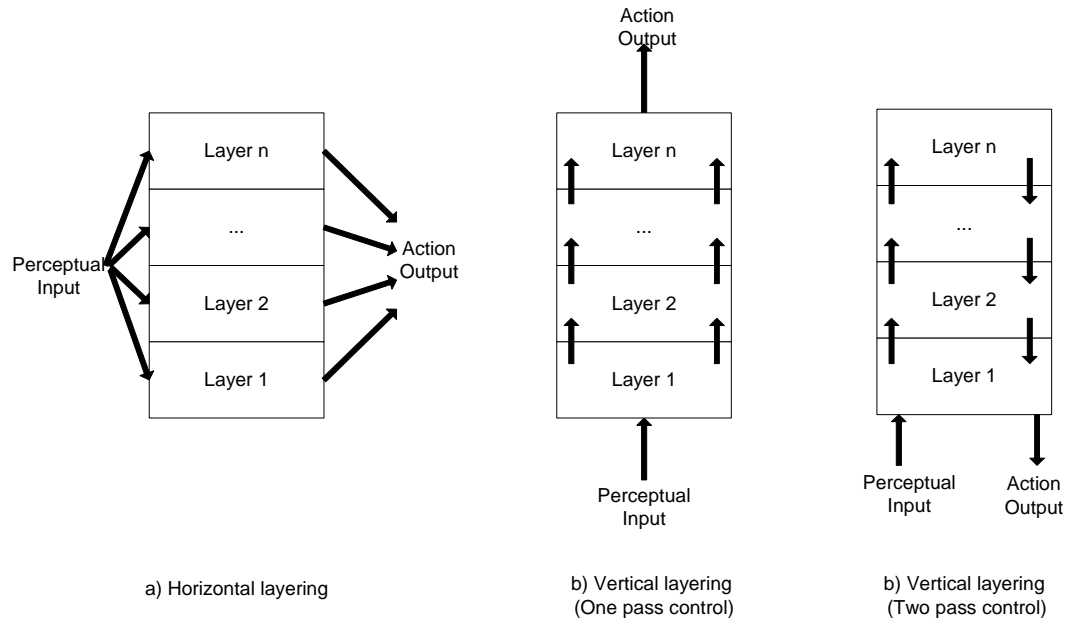 Perceptual
Input
Layer n
...
Layer 2
Layer 1
Action
Output
a) Horizontal layering
Action
Output
Layer n
...
Layer 2
Layer 1
Perceptual
Input
b) Vertical layering
(One pass control)
Layer n
...
Layer 2
Layer 1
Perceptual
Input
Action
Output
b) Vertical layering
(Two pass control)